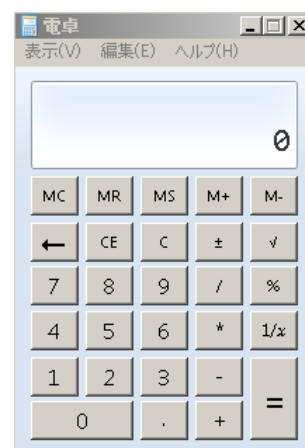 電卓
表示(V) 編集(E) ヘルプ(H)
0
MC MR MS M+ M-
← CE C ± √
7 8 9 / %
4 5 6 * 1/x
1 2 3 -
=
0 . +